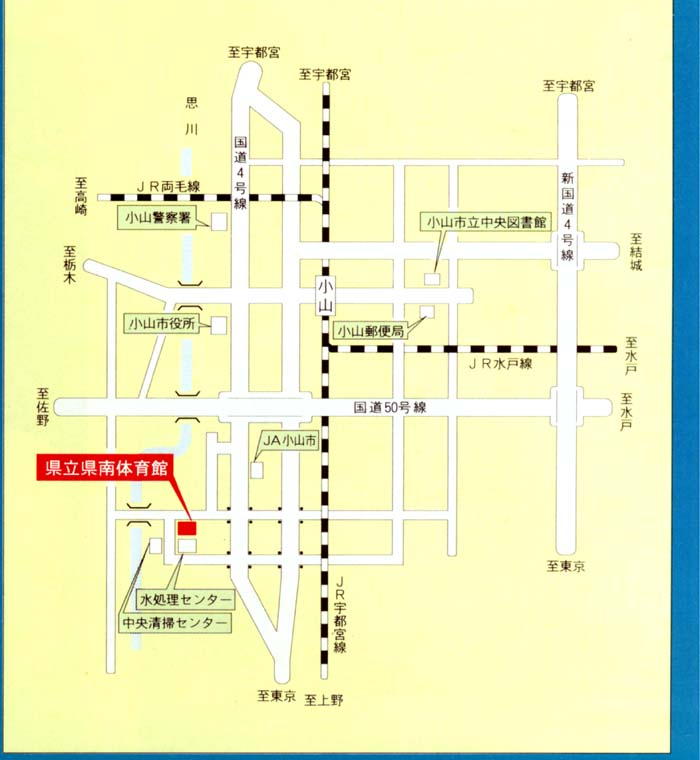 至宇都宮
至宇都宮
至宇都宮
思川
国道4号線
新国道4号線
JR両毛線
至高崎
小山警察署
小山市立中央図書館
至結城
至栃木
小山
小山市役所
小山郵便局
至水戸
JR水戸線
至佐野
国道50号線
至水戸
JA小山市
県立県南体育館
水処理センター
中央清掃センター
JR宇都宮線
至東京
至東京
至上野